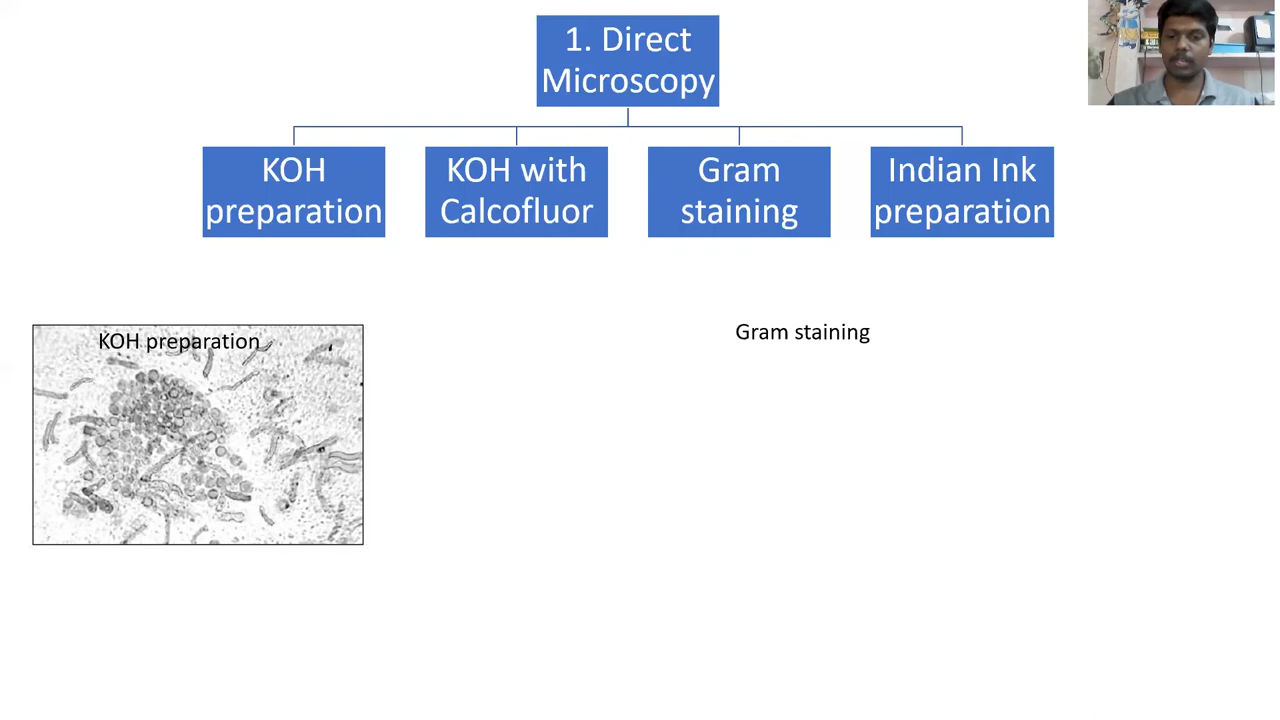 1. Direct
Microscopy
KOH
preparation
KOH with
Calcofluor
Gram
staining
Indian Ink
preparation
KOH preparation
Gram staining